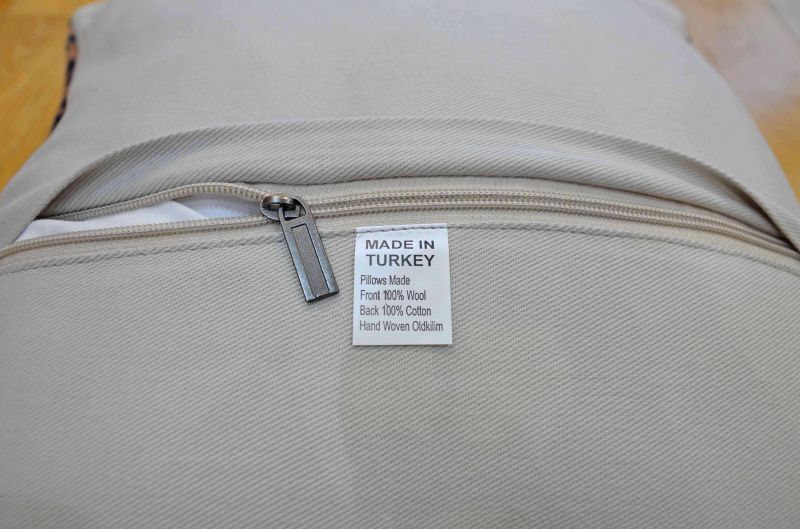 MADE IN
TURKEY
Pillows Made
Front 100% Wool
Back 100% Cotton
Hand Woven Oldkilim